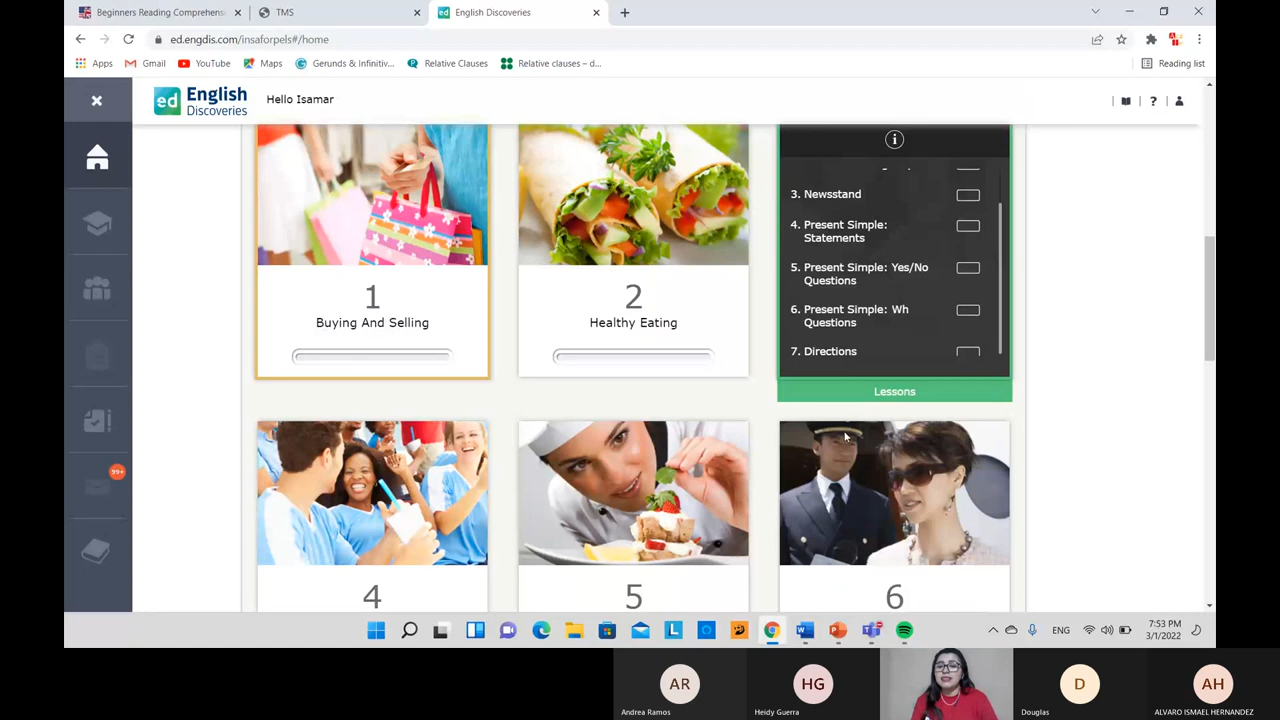 Beginners Reading Comprehens
TMS
English Discoveries
ed.engdis.com/insaforpels#/home
Apps
Gmail
YouTube
Maps
Gerunds & Infinitiv...
Relative Clauses
Relative clauses – d...
Reading list
ed English Discoveries
Hello Isamar
?
3. Newsstand
4. Present Simple:
Statements
5. Present Simple: Yes/No
Questions
6. Present Simple: Wh
Questions
7. Directions
Lessons
1
Buying And Selling
2
Healthy Eating
99+
4
5
6
ENG
7:53 PM
3/1/2022
AR
Andrea Ramos
HG
Heidy Guerra
D
Douglas
AH
ALVARO ISMAEL HERNANDEZ